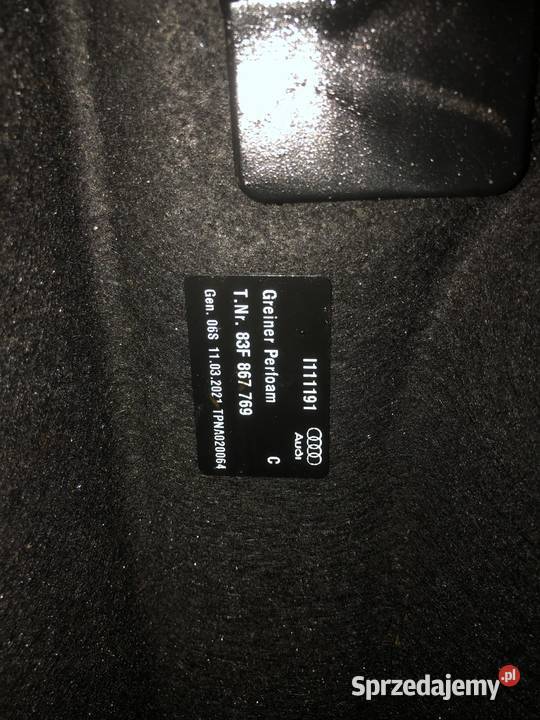 I111191
Audi
Greiner Perfoam
T.Nr. 83F 867 769 C
Gen. 06S 11.03.2021 TPNA020064
Sprzedajemy.pl